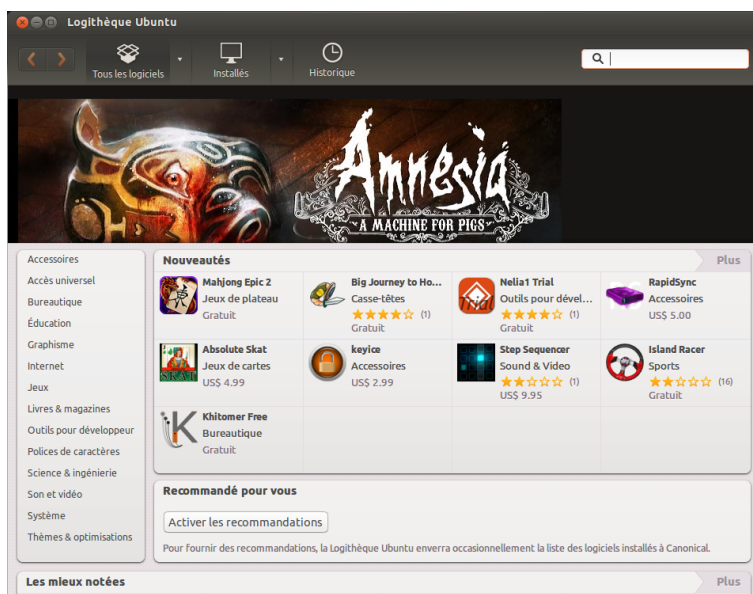 Logithèque Ubuntu
Tous les logiciels
Installés
Historique
Amnesia
A MACHINE FOR PIGS
Accessoires
Accès universel
Bureautique
Éducation
Graphisme
Internet
Jeux
Livres & magazines
Outils pour développeur
Polices de caractères
Science & ingénierie
Son et vidéo
Système
Thèmes & optimisations
Nouveautés
Plus
Mahjong Epic 2
Jeux de plateau
Gratuit
Big Journey to Ho...
Casse-têtes
(1)
Gratuit
Nelia1 Trial
Trial
Outils pour dével...
(1)
Gratuit
RapidSync
Accessoires
US$ 5.00
Absolute Skat
SKAT
Jeux de cartes
US$ 4.99
keyice
Accessoires
US$ 2.99
Step Sequencer
Sound & Video
(1)
US$ 9.95
Island Racer
Sports
(16)
Gratuit
Khitomer Free
Bureautique
Gratuit
Recommandé pour vous
Activer les recommandations
Pour fournir des recommandations, la Logithèque Ubuntu enverra occasionnellement la liste des logiciels installés à Canonical.
Les mieux notées
Plus